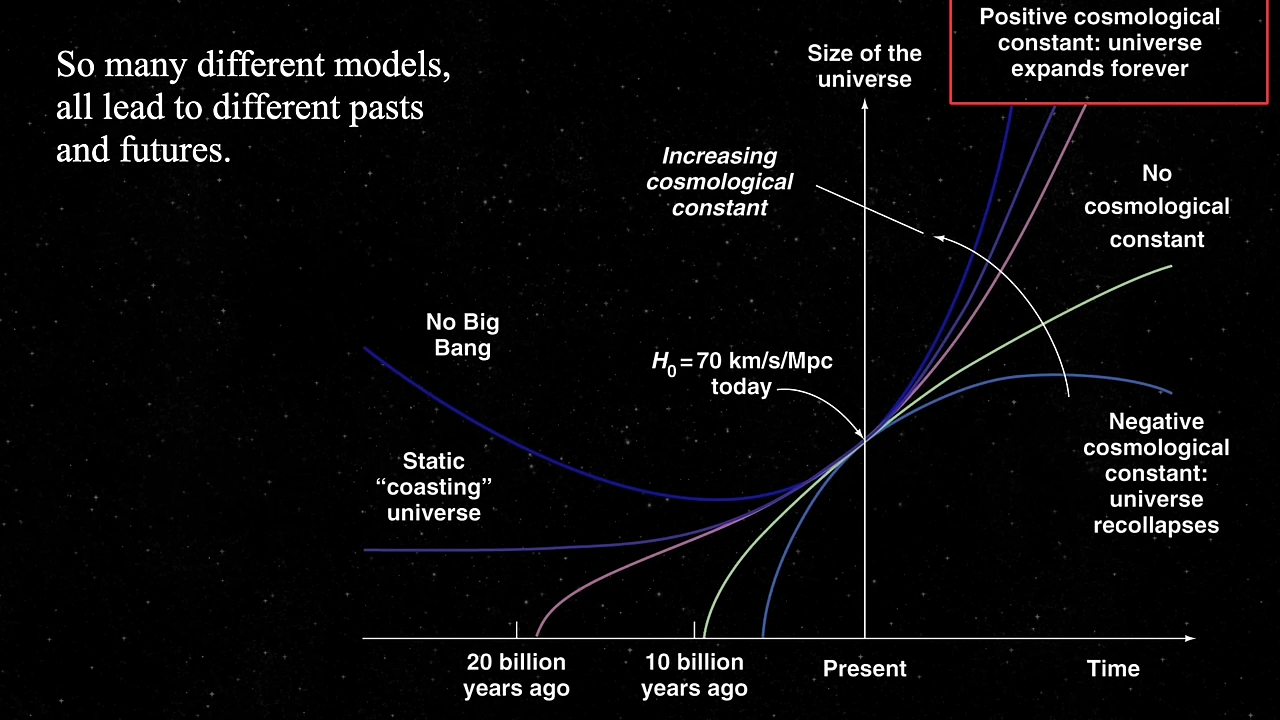 So many different models,
all lead to different pasts
and futures.
Positive cosmological
constant: universe
expands forever
Size of the
universe
Increasing
cosmological
constant
No
cosmological
constant
No Big
Bang
H₀ = 70 km/s/Mpc
today
Static
“coasting”
universe
Negative
cosmological
constant:
universe
recollapses
20 billion
years ago
10 billion
years ago
Present
Time